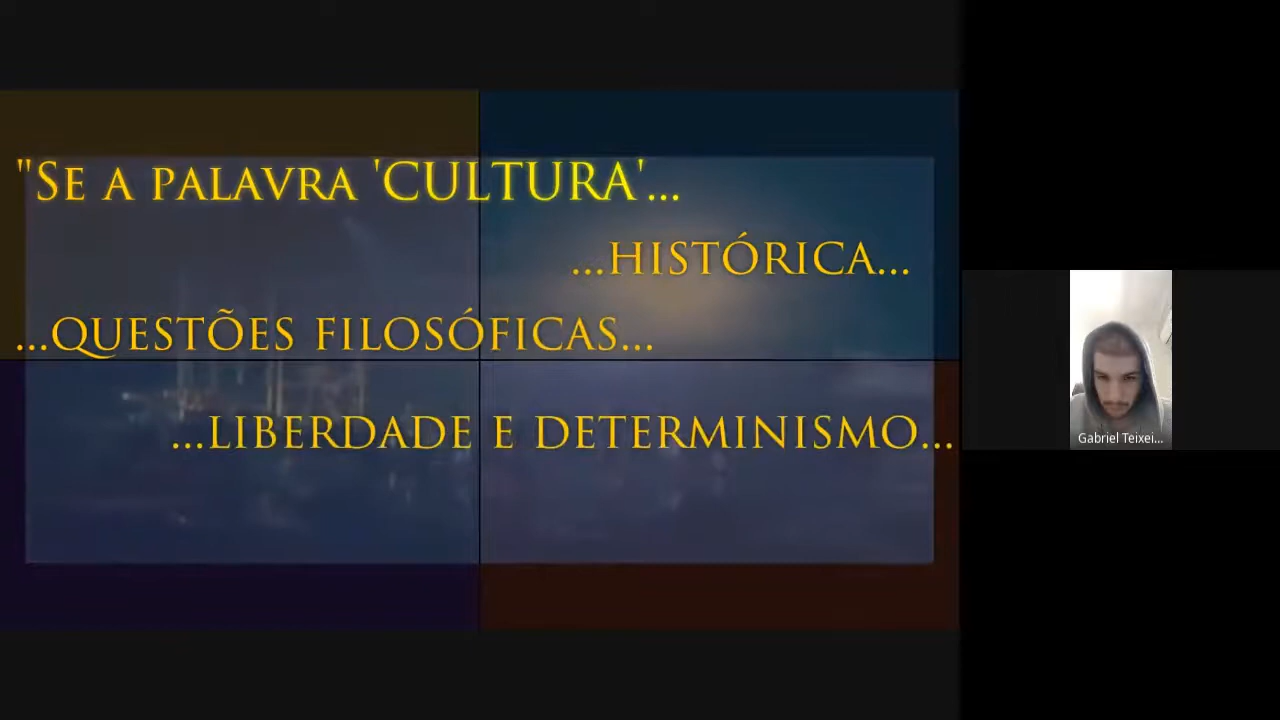 "Se a palavra 'CULTURA'...
...HISTÓRICA...
...QUESTÕES FILOSÓFICAS...
...LIBERDADE E DETERMINISMO...
Gabriel Teixei...